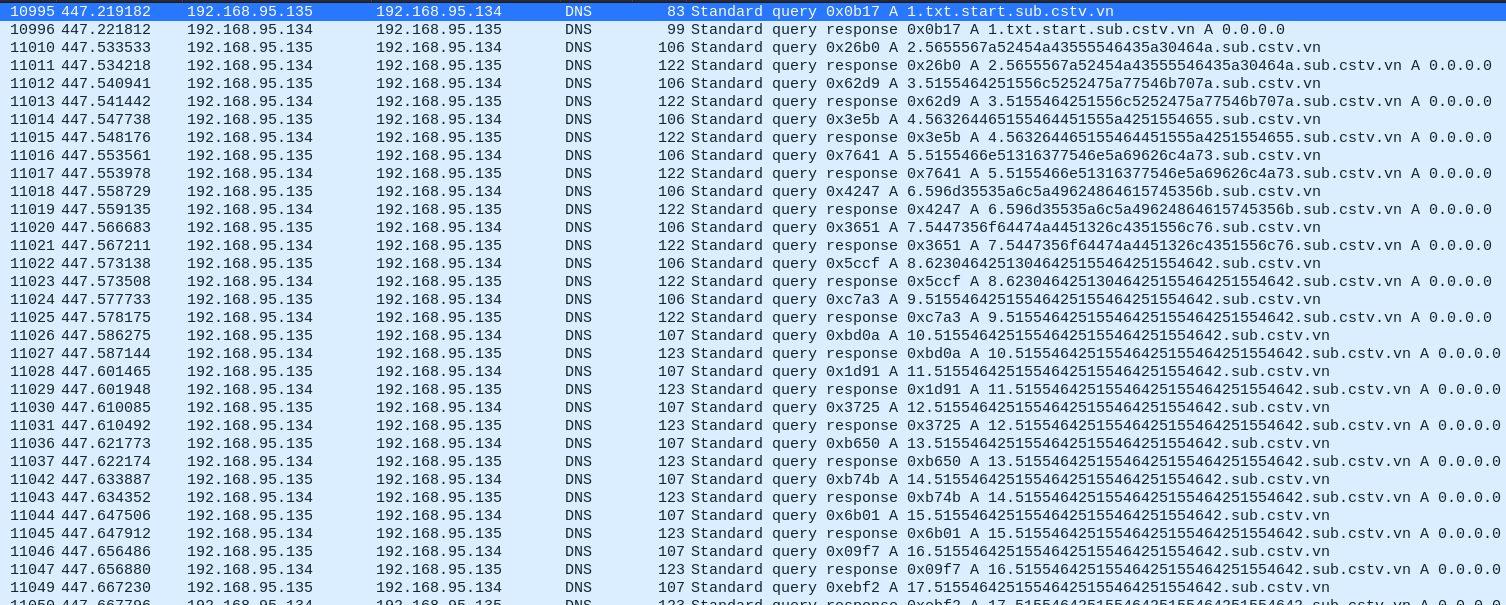 10995 447.219182 192.168.95.135 192.168.95.134 DNS 83 Standard query 0x0b17 A 1.txt.start.sub.cstv.vn
10996 447.221812 192.168.95.134 192.168.95.135 DNS 99 Standard query response 0x0b17 A 1.txt.start.sub.cstv.vn A 0.0.0.0
11010 447.533533 192.168.95.135 192.168.95.134 DNS 106 Standard query 0x26b0 A 2.5655567a52454a43555546435a30464a.sub.cstv.vn
11011 447.534218 192.168.95.134 192.168.95.135 DNS 122 Standard query response 0x26b0 A 2.5655567a52454a43555546435a30464a.sub.cstv.vn A 0.0.0.0
11012 447.540941 192.168.95.135 192.168.95.134 DNS 106 Standard query 0x62d9 A 3.5155464251556c5252475a77546b707a.sub.cstv.vn
11013 447.541442 192.168.95.134 192.168.95.135 DNS 122 Standard query response 0x62d9 A 3.5155464251556c5252475a77546b707a.sub.cstv.vn A 0.0.0.0
11014 447.547738 192.168.95.135 192.168.95.134 DNS 106 Standard query 0x3e5b A 4.563264465155464451555a4251554655.sub.cstv.vn
11015 447.548176 192.168.95.134 192.168.95.135 DNS 122 Standard query response 0x3e5b A 4.563264465155464451555a4251554655.sub.cstv.vn A 0.0.0.0
11016 447.553561 192.168.95.135 192.168.95.134 DNS 106 Standard query 0x7641 A 5.5155466e51316377546e5a69626c4a73.sub.cstv.vn
11017 447.553978 192.168.95.134 192.168.95.135 DNS 122 Standard query response 0x7641 A 5.5155466e51316377546e5a69626c4a73.sub.cstv.vn A 0.0.0.0
11018 447.558729 192.168.95.135 192.168.95.134 DNS 106 Standard query 0x4247 A 6.596d35535a6c5a49624864615745356b.sub.cstv.vn
11019 447.559135 192.168.95.134 192.168.95.135 DNS 122 Standard query response 0x4247 A 6.596d35535a6c5a49624864615745356b.sub.cstv.vn A 0.0.0.0
11020 447.566683 192.168.95.135 192.168.95.134 DNS 106 Standard query 0x3651 A 7.5447356f64474a4451326c4351556c76.sub.cstv.vn
11021 447.567211 192.168.95.134 192.168.95.135 DNS 122 Standard query response 0x3651 A 7.5447356f64474a4451326c4351556c76.sub.cstv.vn A 0.0.0.0
11022 447.573138 192.168.95.135 192.168.95.134 DNS 106 Standard query 0x5ccf A 8.62304642513046425155464251554642.sub.cstv.vn
11023 447.573508 192.168.95.134 192.168.95.135 DNS 122 Standard query response 0x5ccf A 8.62304642513046425155464251554642.sub.cstv.vn A 0.0.0.0
11024 447.577733 192.168.95.135 192.168.95.134 DNS 106 Standard query 0xc7a3 A 9.51554642515546425155464251554642.sub.cstv.vn
11025 447.578175 192.168.95.134 192.168.95.135 DNS 122 Standard query response 0xc7a3 A 9.51554642515546425155464251554642.sub.cstv.vn A 0.0.0.0
11026 447.586275 192.168.95.135 192.168.95.134 DNS 107 Standard query 0xbd0a A 10.51554642515546425155464251554642.sub.cstv.vn
11027 447.587144 192.168.95.134 192.168.95.135 DNS 123 Standard query response 0xbd0a A 10.51554642515546425155464251554642.sub.cstv.vn A 0.0.0.0
11028 447.601465 192.168.95.135 192.168.95.134 DNS 107 Standard query 0x1d91 A 11.51554642515546425155464251554642.sub.cstv.vn
11029 447.601948 192.168.95.134 192.168.95.135 DNS 123 Standard query response 0x1d91 A 11.51554642515546425155464251554642.sub.cstv.vn A 0.0.0.0
11030 447.610085 192.168.95.135 192.168.95.134 DNS 107 Standard query 0x3725 A 12.51554642515546425155464251554642.sub.cstv.vn
11031 447.610492 192.168.95.134 192.168.95.135 DNS 123 Standard query response 0x3725 A 12.51554642515546425155464251554642.sub.cstv.vn A 0.0.0.0
11036 447.621773 192.168.95.135 192.168.95.134 DNS 107 Standard query 0xb650 A 13.51554642515546425155464251554642.sub.cstv.vn
11037 447.622174 192.168.95.134 192.168.95.135 DNS 123 Standard query response 0xb650 A 13.51554642515546425155464251554642.sub.cstv.vn A 0.0.0.0
11042 447.633887 192.168.95.135 192.168.95.134 DNS 107 Standard query 0xb74b A 14.51554642515546425155464251554642.sub.cstv.vn
11043 447.634352 192.168.95.134 192.168.95.135 DNS 123 Standard query response 0xb74b A 14.51554642515546425155464251554642.sub.cstv.vn A 0.0.0.0
11044 447.647506 192.168.95.135 192.168.95.134 DNS 107 Standard query 0x6b01 A 15.51554642515546425155464251554642.sub.cstv.vn
11045 447.647912 192.168.95.134 192.168.95.135 DNS 123 Standard query response 0x6b01 A 15.51554642515546425155464251554642.sub.cstv.vn A 0.0.0.0
11046 447.656486 192.168.95.135 192.168.95.134 DNS 107 Standard query 0x09f7 A 16.51554642515546425155464251554642.sub.cstv.vn
11047 447.656880 192.168.95.134 192.168.95.135 DNS 123 Standard query response 0x09f7 A 16.51554642515546425155464251554642.sub.cstv.vn A 0.0.0.0
11049 447.667230 192.168.95.135 192.168.95.134 DNS 107 Standard query 0xebf2 A 17.51554642515546425155464251554642.sub.cstv.vn